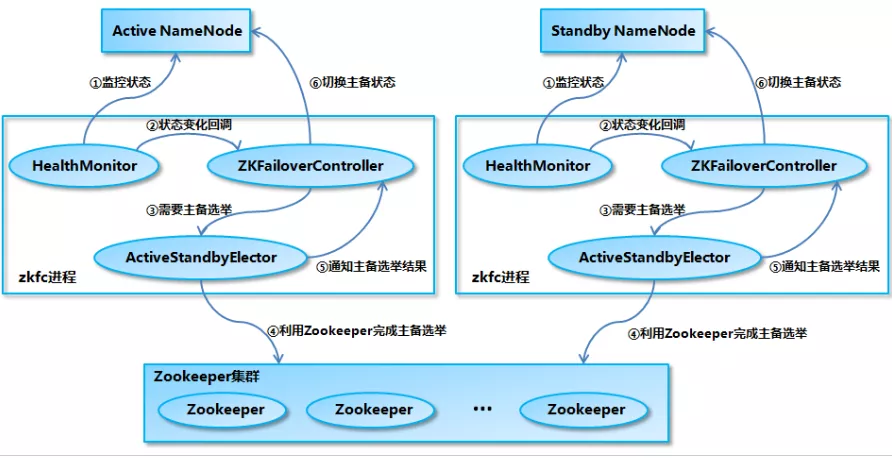 Active NameNode
Standby NameNode
①监控状态
⑥切换主备状态
①监控状态
⑥切换主备状态
②状态变化回调
②状态变化回调
HealthMonitor
ZKFailoverController
HealthMonitor
ZKFailoverController
③需要主备选举
③需要主备选举
ActiveStandbyElector
ActiveStandbyElector
⑤通知主备选举结果
⑤通知主备选举结果
zkfc进程
zkfc进程
④利用Zookeeper完成主备选举
④利用Zookeeper完成主备选举
Zookeeper集群
Zookeeper
Zookeeper
...
Zookeeper